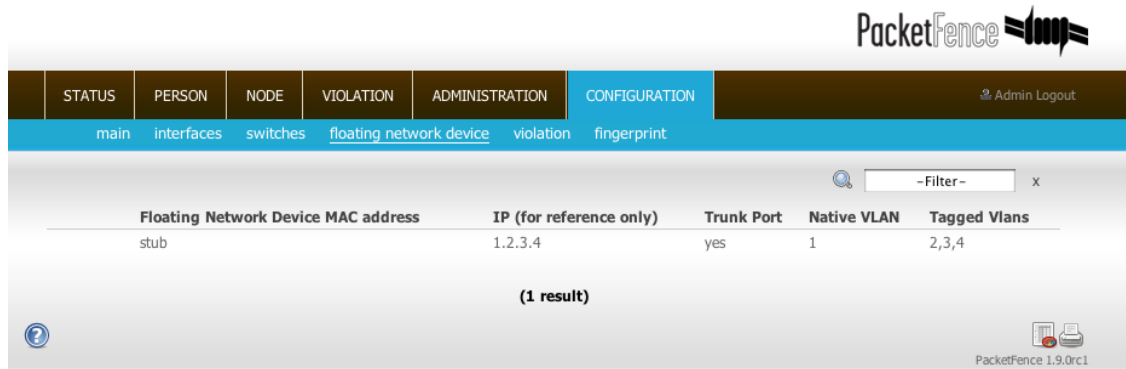 PacketFence
STATUS PERSON NODE VIOLATION ADMINISTRATION CONFIGURATION Admin Logout
main interfaces switches floating network device violation fingerprint
-Filter- x
Floating Network Device MAC address IP (for reference only) Trunk Port Native VLAN Tagged Vlans
stub 1.2.3.4 yes 1 2,3,4
(1 result)
?
PacketFence 1.9.0rc1